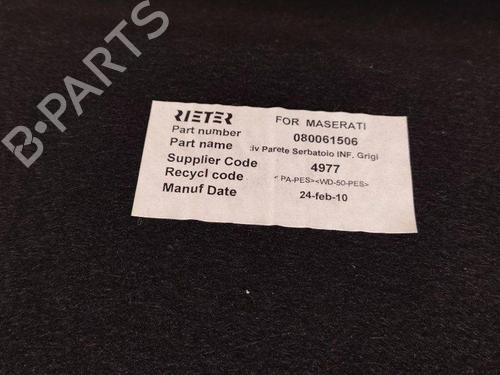 B-PARTS
RIETER FOR MASERATI
Part number 080061506
Part name :iv Parete Serbatoio INF. Grigi
Supplier Code 4977
Recycl code <PA-PES><WD-50-PES>
Manuf Date 24-feb-10